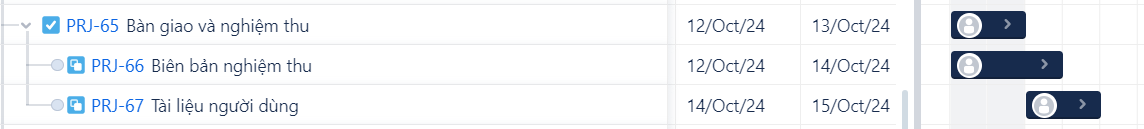 PRJ-65 Bàn giao và nghiệm thu 12/Oct/24 13/Oct/24
PRJ-66 Biên bản nghiệm thu 12/Oct/24 14/Oct/24
PRJ-67 Tài liệu người dùng 14/Oct/24 15/Oct/24